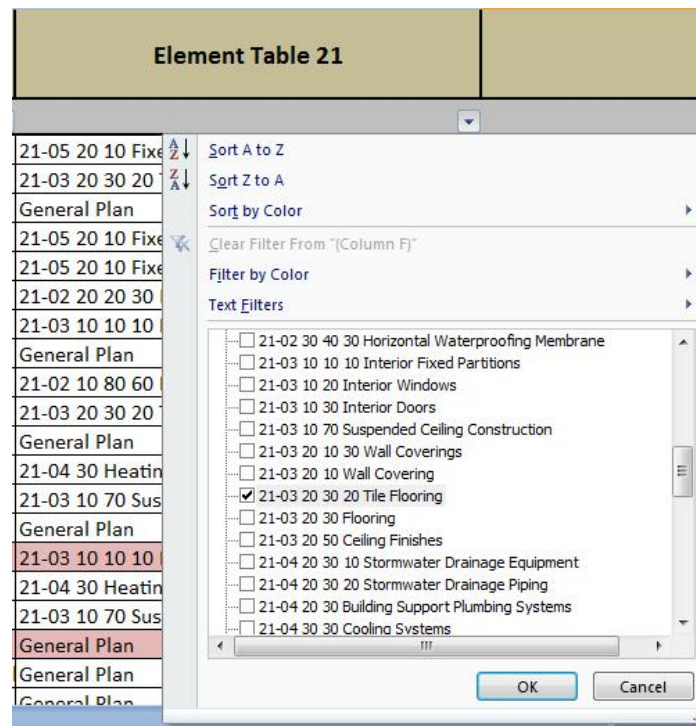 Element Table 21
21-05 20 10 Fixe
21-03 20 30 20
General Plan
21-05 20 10 Fixe
21-05 20 10 Fixe
21-02 20 20 30
21-03 10 10 10
General Plan
21-02 10 80 60
21-03 20 30 20
General Plan
21-04 30 Heatin
21-03 10 70 Sus
General Plan
21-03 10 10 10
21-04 30 Heatin
21-03 10 70 Sus
General Plan
General Plan
General Plan
Sort A to Z
Sort Z to A
Sort by Color
Clear Filter From "(Column F)"
Filter by Color
Text Filters
21-02 30 40 30 Horizontal Waterproofing Membrane
21-03 10 10 10 Interior Fixed Partitions
21-03 10 20 Interior Windows
21-03 10 30 Interior Doors
21-03 10 70 Suspended Ceiling Construction
21-03 20 10 30 Wall Coverings
21-03 20 10 Wall Covering
21-03 20 30 20 Tile Flooring
21-03 20 30 Flooring
21-03 20 50 Ceiling Finishes
21-04 20 30 10 Stormwater Drainage Equipment
21-04 20 30 20 Stormwater Drainage Piping
21-04 20 30 Building Support Plumbing Systems
21-04 30 30 Cooling Systems
OK
Cancel